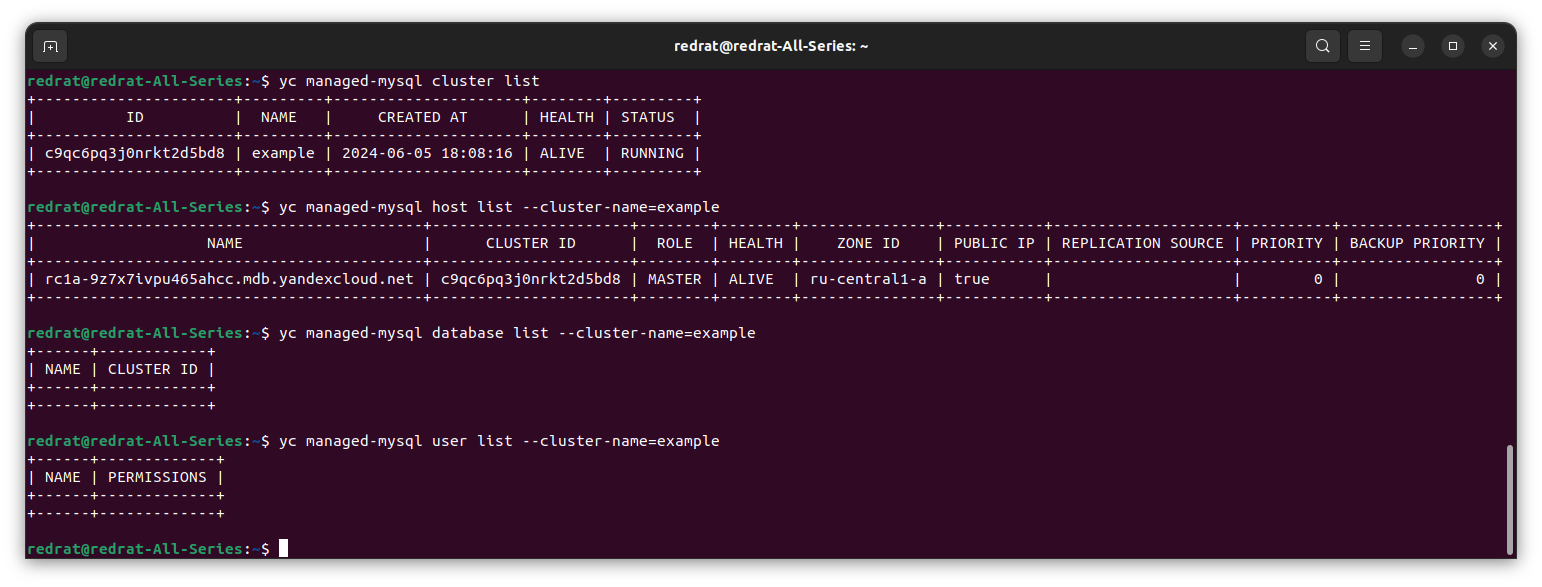 redrat@redrat-All-Series: ~
redrat@redrat-All-Series:~$ yc managed-mysql cluster list
+----------------------+---------+---------------------+--------+---------+
|          ID          |  NAME   |     CREATED AT      | HEALTH | STATUS  |
+----------------------+---------+---------------------+--------+---------+
| c9qc6pq3j0nrkt2d5bd8 | example | 2024-06-05 18:08:16 | ALIVE  | RUNNING |
+----------------------+---------+---------------------+--------+---------+
redrat@redrat-All-Series:~$ yc managed-mysql host list --cluster-name=example
+-------------------------------------------+----------------------+--------+--------+---------------+-----------+--------------------+----------+-----------------+
|                   NAME                    |      CLUSTER ID      |  ROLE  | HEALTH |    ZONE ID    | PUBLIC IP | REPLICATION SOURCE | PRIORITY | BACKUP PRIORITY |
+-------------------------------------------+----------------------+--------+--------+---------------+-----------+--------------------+----------+-----------------+
| rc1a-9z7x7ivpu465ahcc.mdb.yandexcloud.net | c9qc6pq3j0nrkt2d5bd8 | MASTER | ALIVE  | ru-central1-a | true      |                    |        0 |               0 |
+-------------------------------------------+----------------------+--------+--------+---------------+-----------+--------------------+----------+-----------------+
redrat@redrat-All-Series:~$ yc managed-mysql database list --cluster-name=example
+------+------------+
| NAME | CLUSTER ID |
+------+------------+
+------+------------+
redrat@redrat-All-Series:~$ yc managed-mysql user list --cluster-name=example
+------+-------------+
| NAME | PERMISSIONS |
+------+-------------+
+------+-------------+
redrat@redrat-All-Series:~$